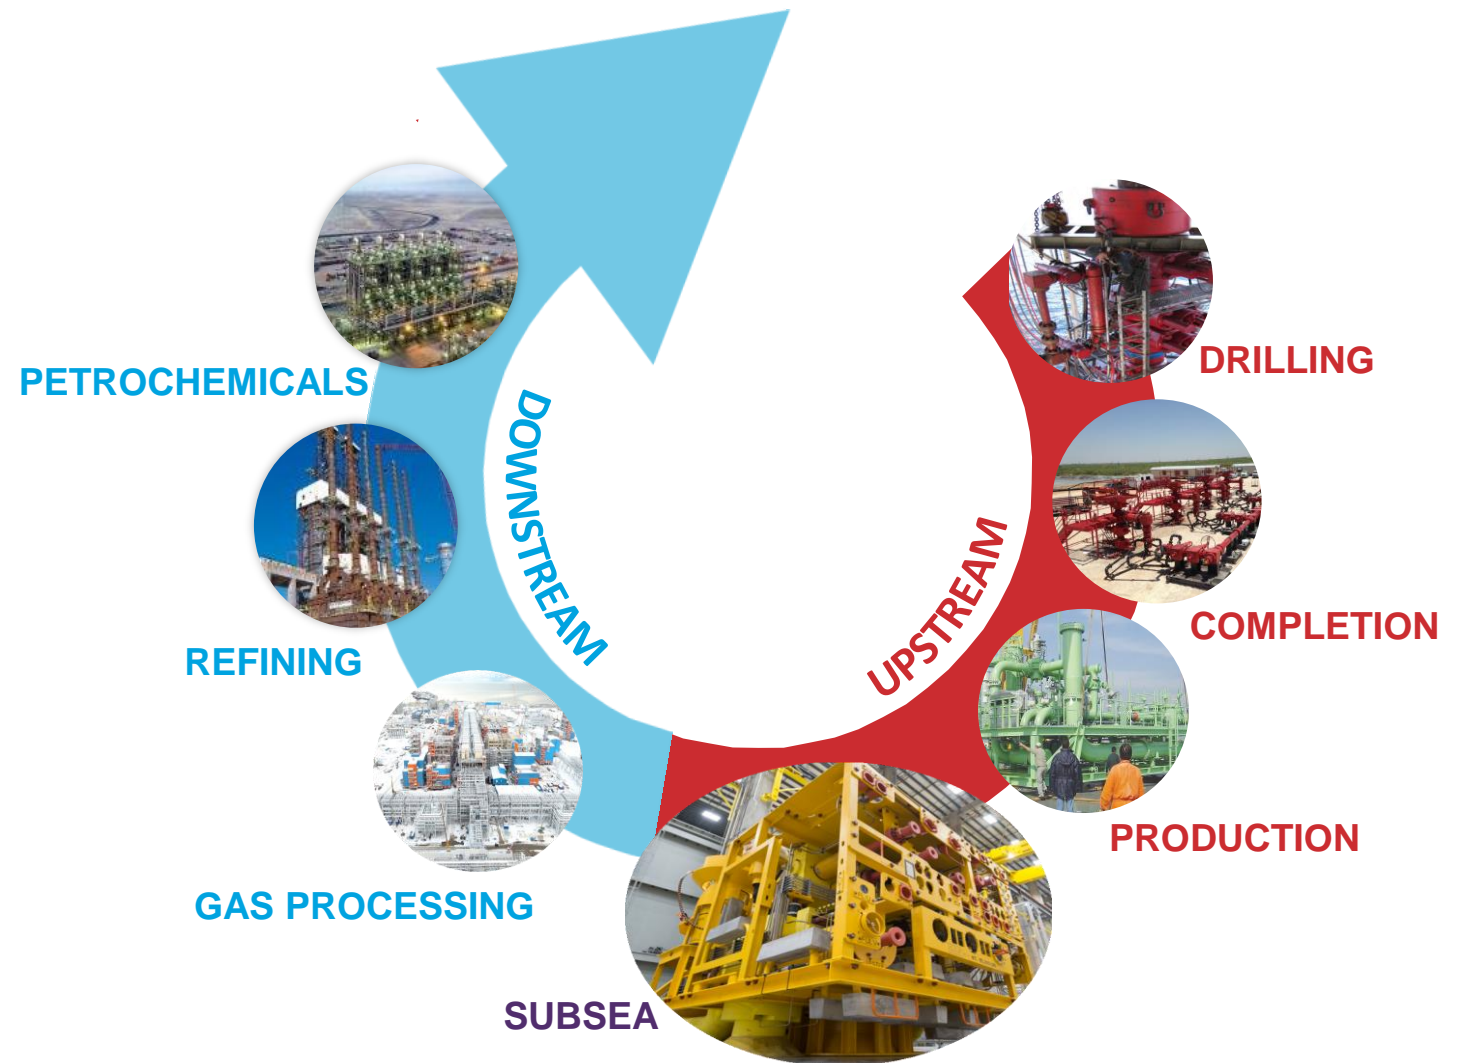 PETROCHEMICALS
REFINING
GAS PROCESSING
SUBSEA
DOWNSTREAM
UPSTREAM
DRILLING
COMPLETION
PRODUCTION